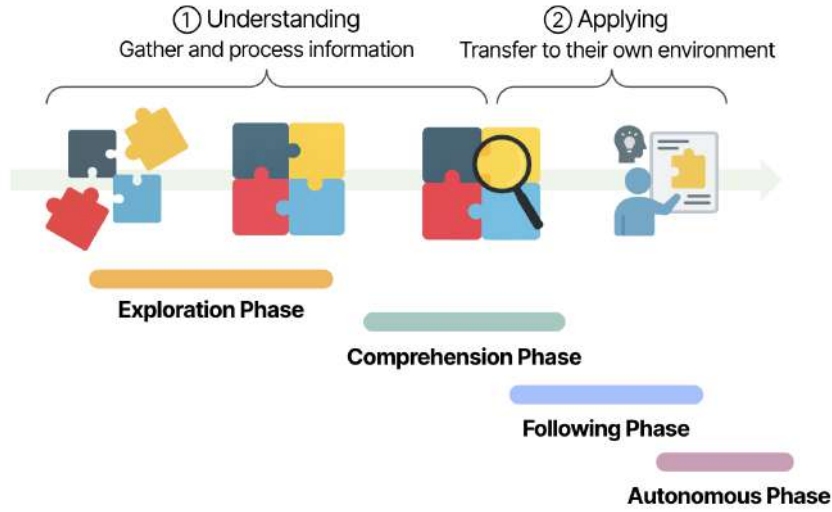 ① Understanding
Gather and process information
② Applying
Transfer to their own environment
Exploration Phase
Comprehension Phase
Following Phase
Autonomous Phase